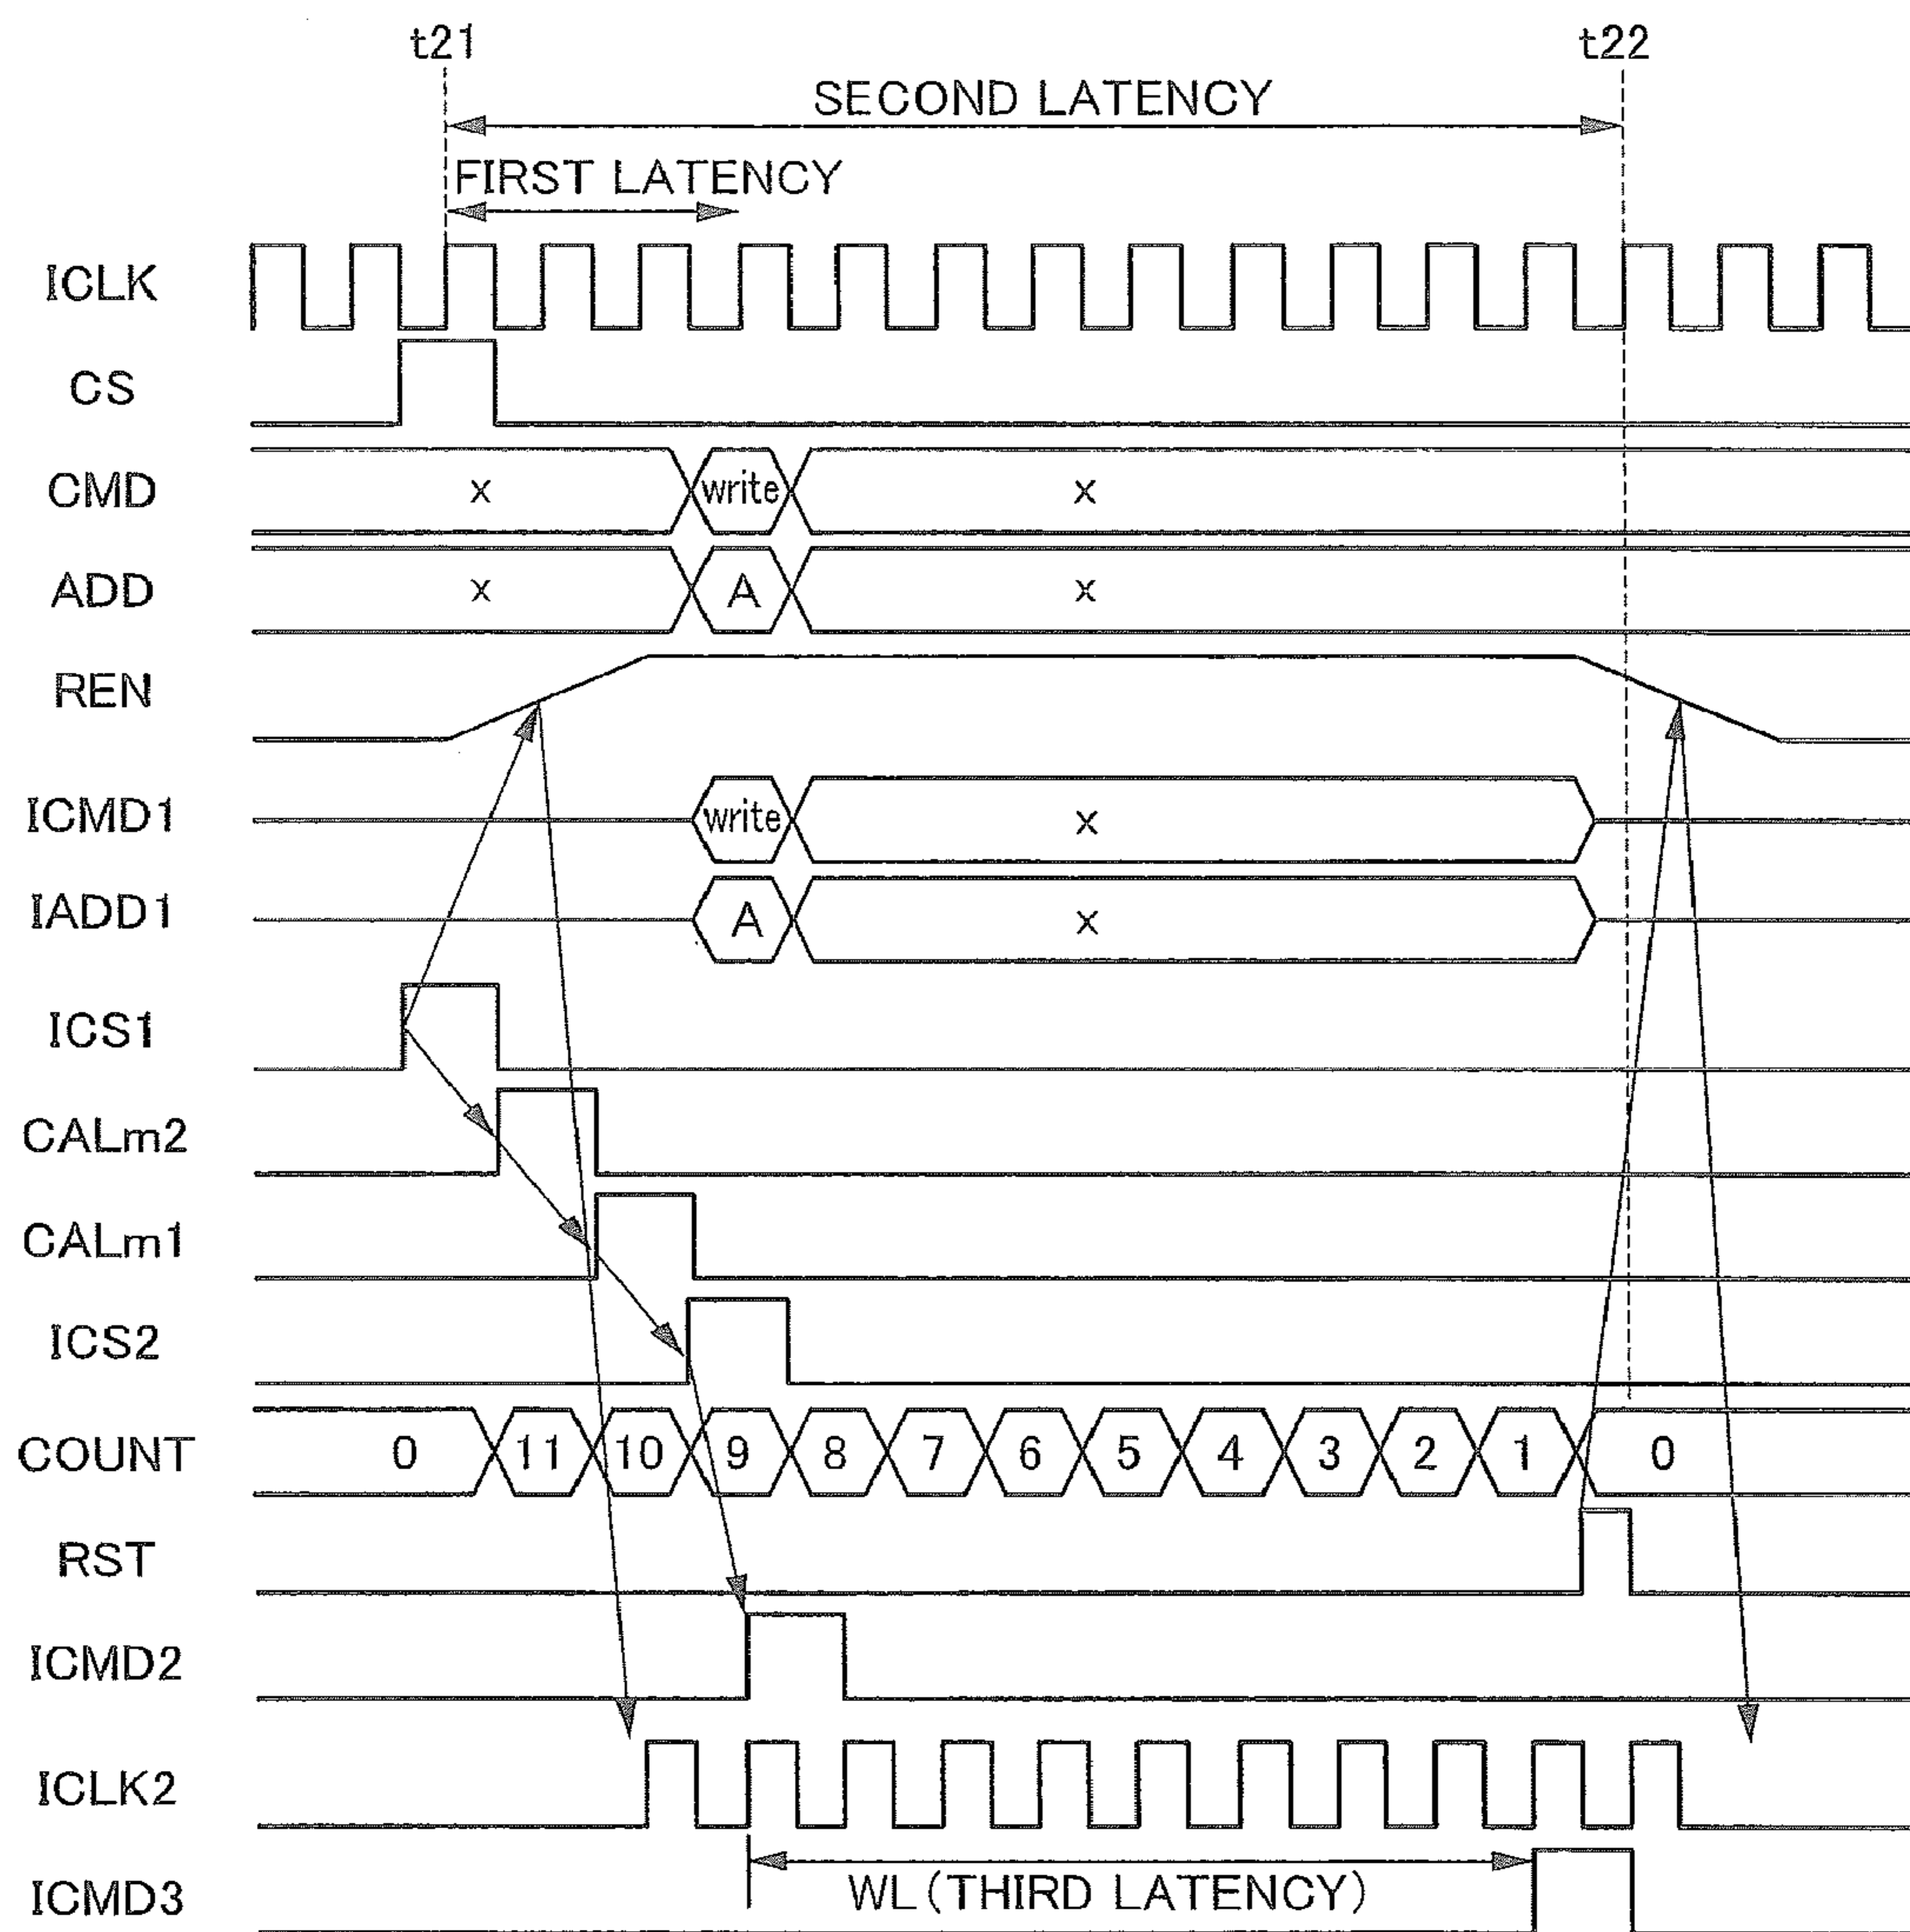 t21 t22
SECOND LATENCY
FIRST LATENCY
ICLK
CS
CMD x write x
ADD x A x
REN
ICMD1 write x
IADD1 A x
ICS1
CALm2
CALm1
ICS2
COUNT 0 11 10 9 8 7 6 5 4 3 2 1 0
RST
ICMD2
ICLK2
ICMD3 WL(THIRD LATENCY)